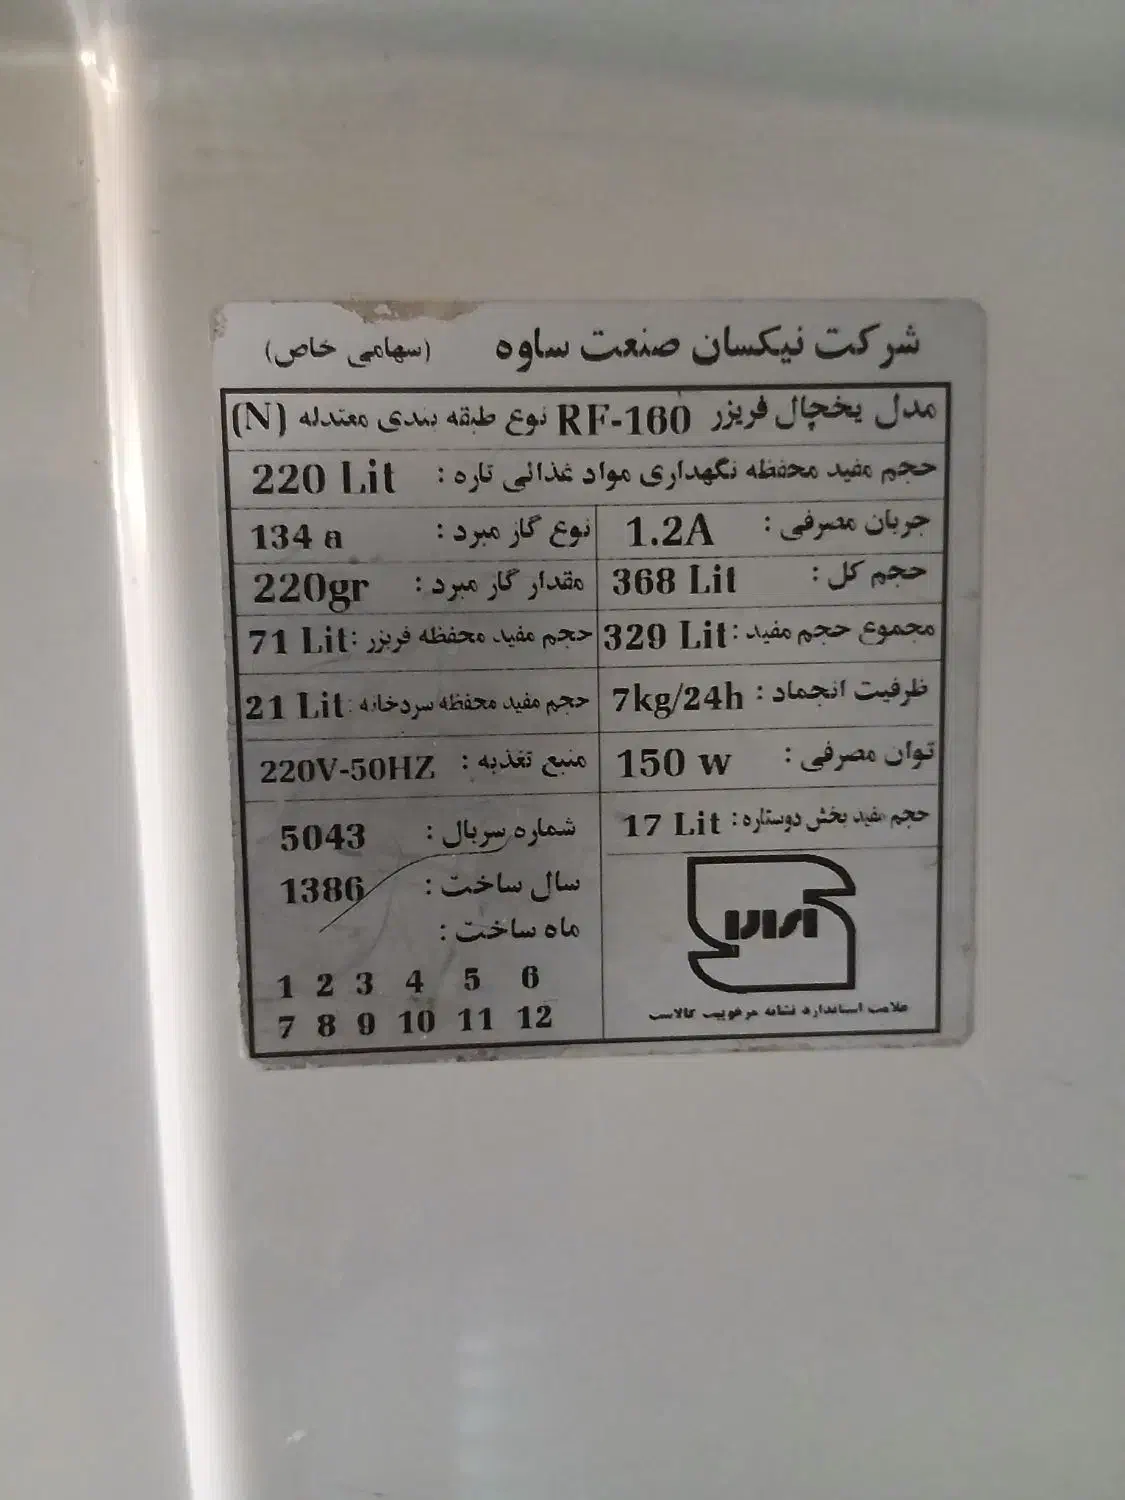 شرکت نیکسان صنعت ساوه (سهامی خاص)
مدل یخچال فریزر RF-160 نوع طبقه بندی معتدله (N)
حجم مفید محفظه نگهداری مواد غذائی تازه : 220 Lit
جریان مصرفی : 1.2A نوع گاز مبرد : 134 a
حجم کل : 368 Lit مقدار گاز مبرد : 220gr
مجموع حجم مفید: 329 Lit حجم مفید محفظه فریزر: 71 Lit
ظرفیت انجماد : 7kg/24h حجم مفید محفظه سردخانه: 21 Lit
توان مصرفی : 150 w منبع تغذیه : 220V-50HZ
حجم مفید بخش دوستاره: 17 Lit شماره سریال : 5043
سال ساخت : 1386
ماه ساخت :
1 2 3 4 5 6
7 8 9 10 11 12
علامت استاندارد نشانه مرغوبیت کالاست